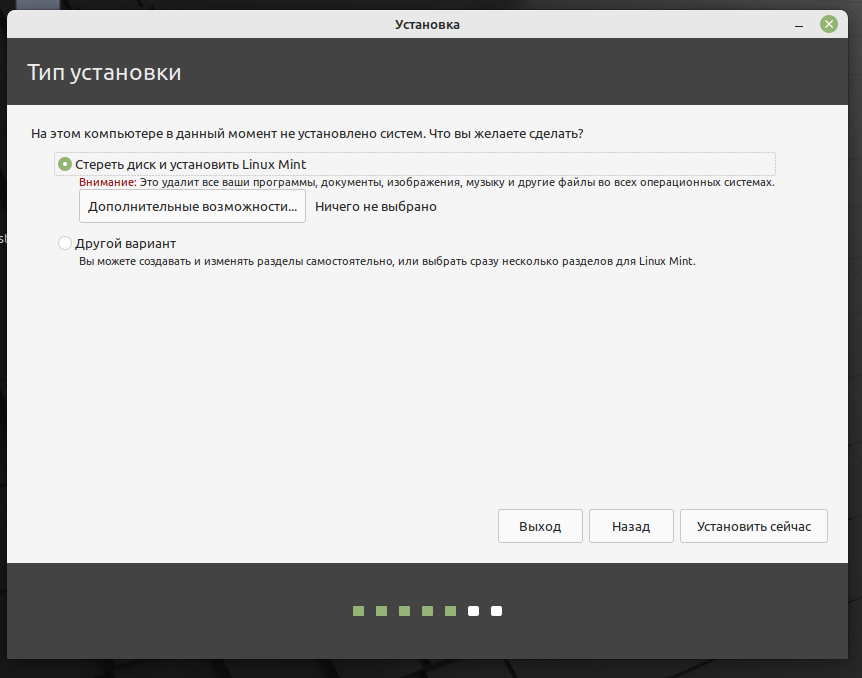 Установка
Тип установки
На этом компьютере в данный момент не установлено систем. Что вы желаете сделать?
Стереть диск и установить Linux Mint
Внимание: Это удалит все ваши программы, документы, изображения, музыку и другие файлы во всех операционных системах.
Дополнительные возможности... Ничего не выбрано
Другой вариант
Вы можете создавать и изменять разделы самостоятельно, или выбрать сразу несколько разделов для Linux Mint.
Выход Назад Установить сейчас